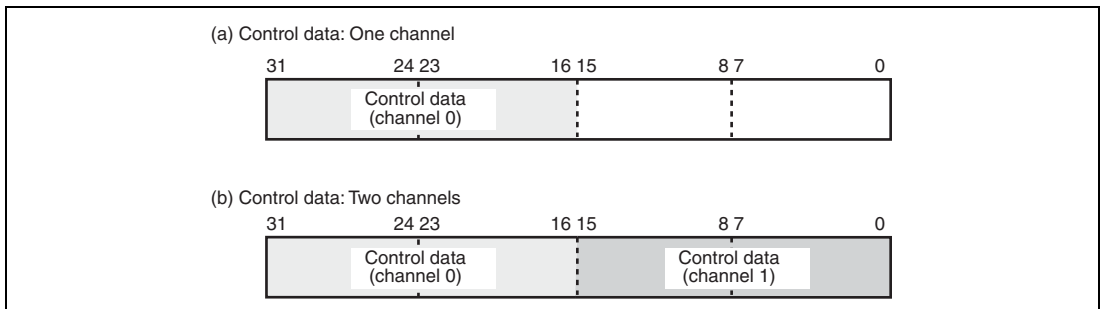 (a) Control data: One channel
31 24 23 16 15 8 7 0
Control data
(channel 0)
(b) Control data: Two channels
31 24 23 16 15 8 7 0
Control data Control data
(channel 0) (channel 1)